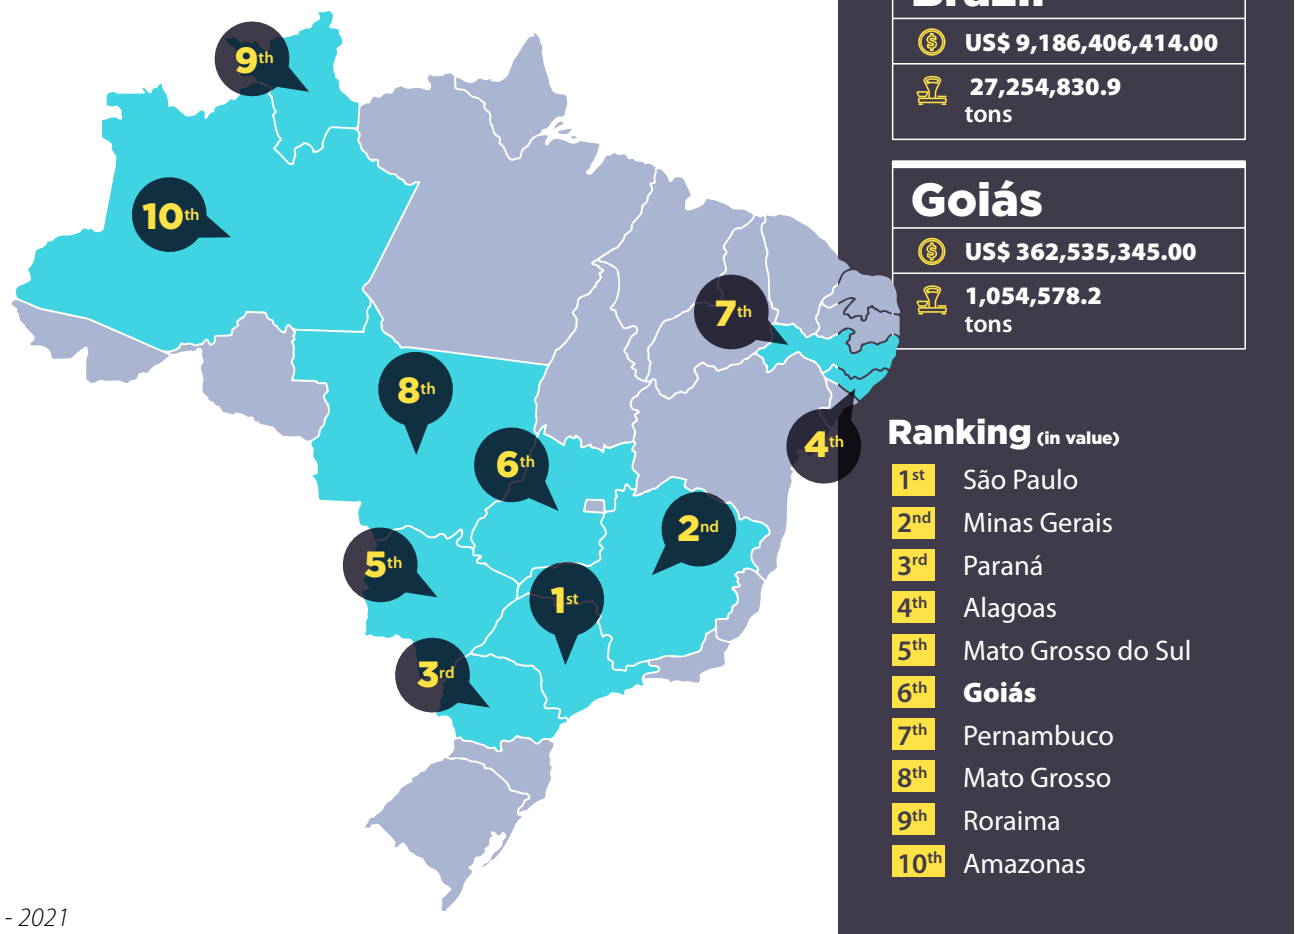 Brazil
US$ 9,186,406,414.00
27,254,830.9
tons
Goiás
US$ 362,535,345.00
1,054,578.2
tons
Ranking (in value)
1st São Paulo
2nd Minas Gerais
3rd Paraná
4th Alagoas
5th Mato Grosso do Sul
6th Goiás
7th Pernambuco
8th Mato Grosso
9th Roraima
10th Amazonas
9th
10th
7th
8th
4th
6th
2nd
5th
1st
3rd
- 2021